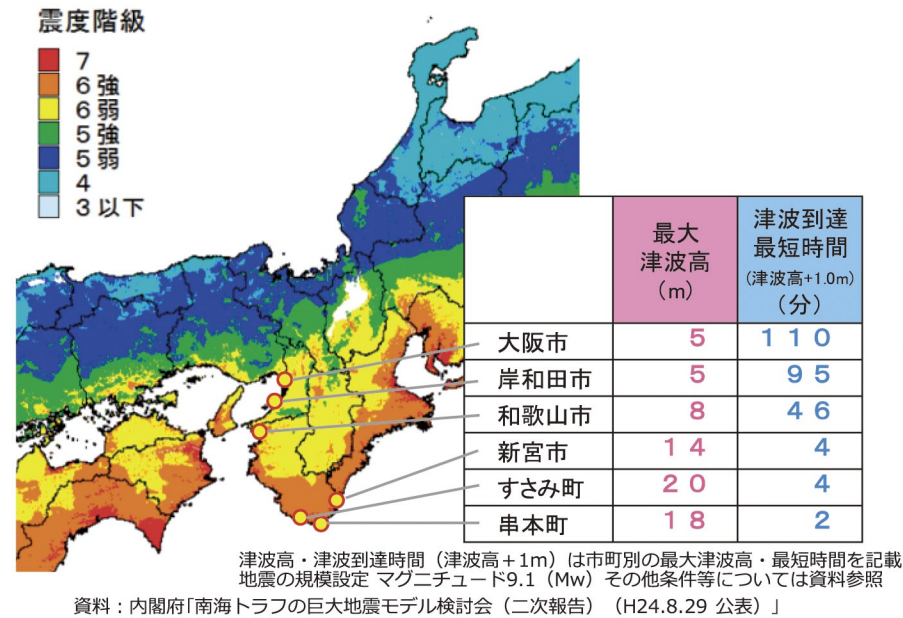 震度階級
7
6強
6弱
5強
5弱
4
3以下
最大
津波高
（m）
津波到達
最短時間
（津波高+1.0m）
（分）
大阪市 5 110
岸和田市 5 95
和歌山市 8 46
新宮市 14 4
すさみ町 20 4
串本町 18 2
津波高・津波到達時間（津波高＋1m）は市町別の最大津波高・最短時間を記載
地震の規模設定 マグニチュード9.1（Mw）その他条件等については資料参照
資料：内閣府「南海トラフの巨大地震モデル検討会（二次報告）（H24.8.29 公表）」